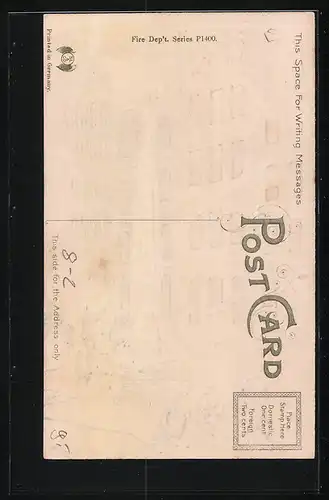 This Space For Writing Messages
POST CARD
Place
Stamp Here
Domestic
One cent
Foreign
Two cents
Fire Dep't. Series P1400.
This side for the Address only
8-2
Printed in Germany.